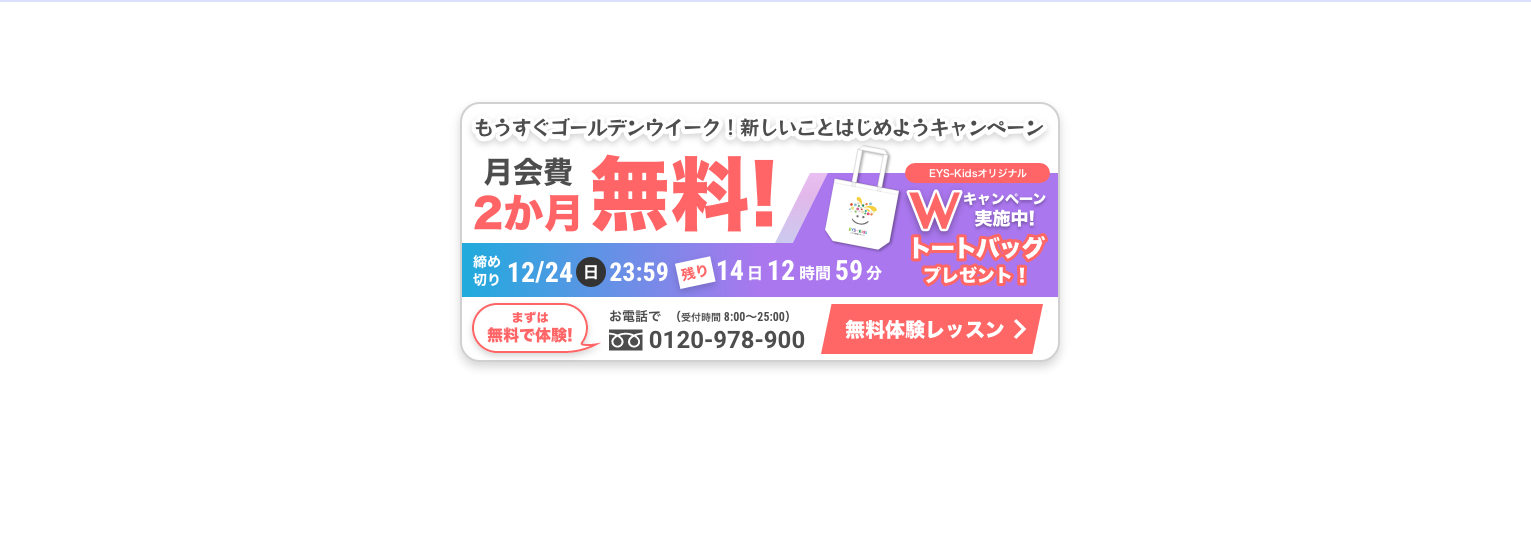 もうすぐゴールデンウイーク！新しいことはじめようキャンペーン
月会費
2か月
無料!
EYS-Kidsオリジナル
W
キャンペーン
実施中!
トートバッグ
プレゼント！
締め
切り
12/24 日 23:59 残り 14 日 12 時間 59 分
まずは
無料で体験!
お電話で （受付時間 8:00〜25:00）
0120-978-900
無料体験レッスン
EYS-Kids